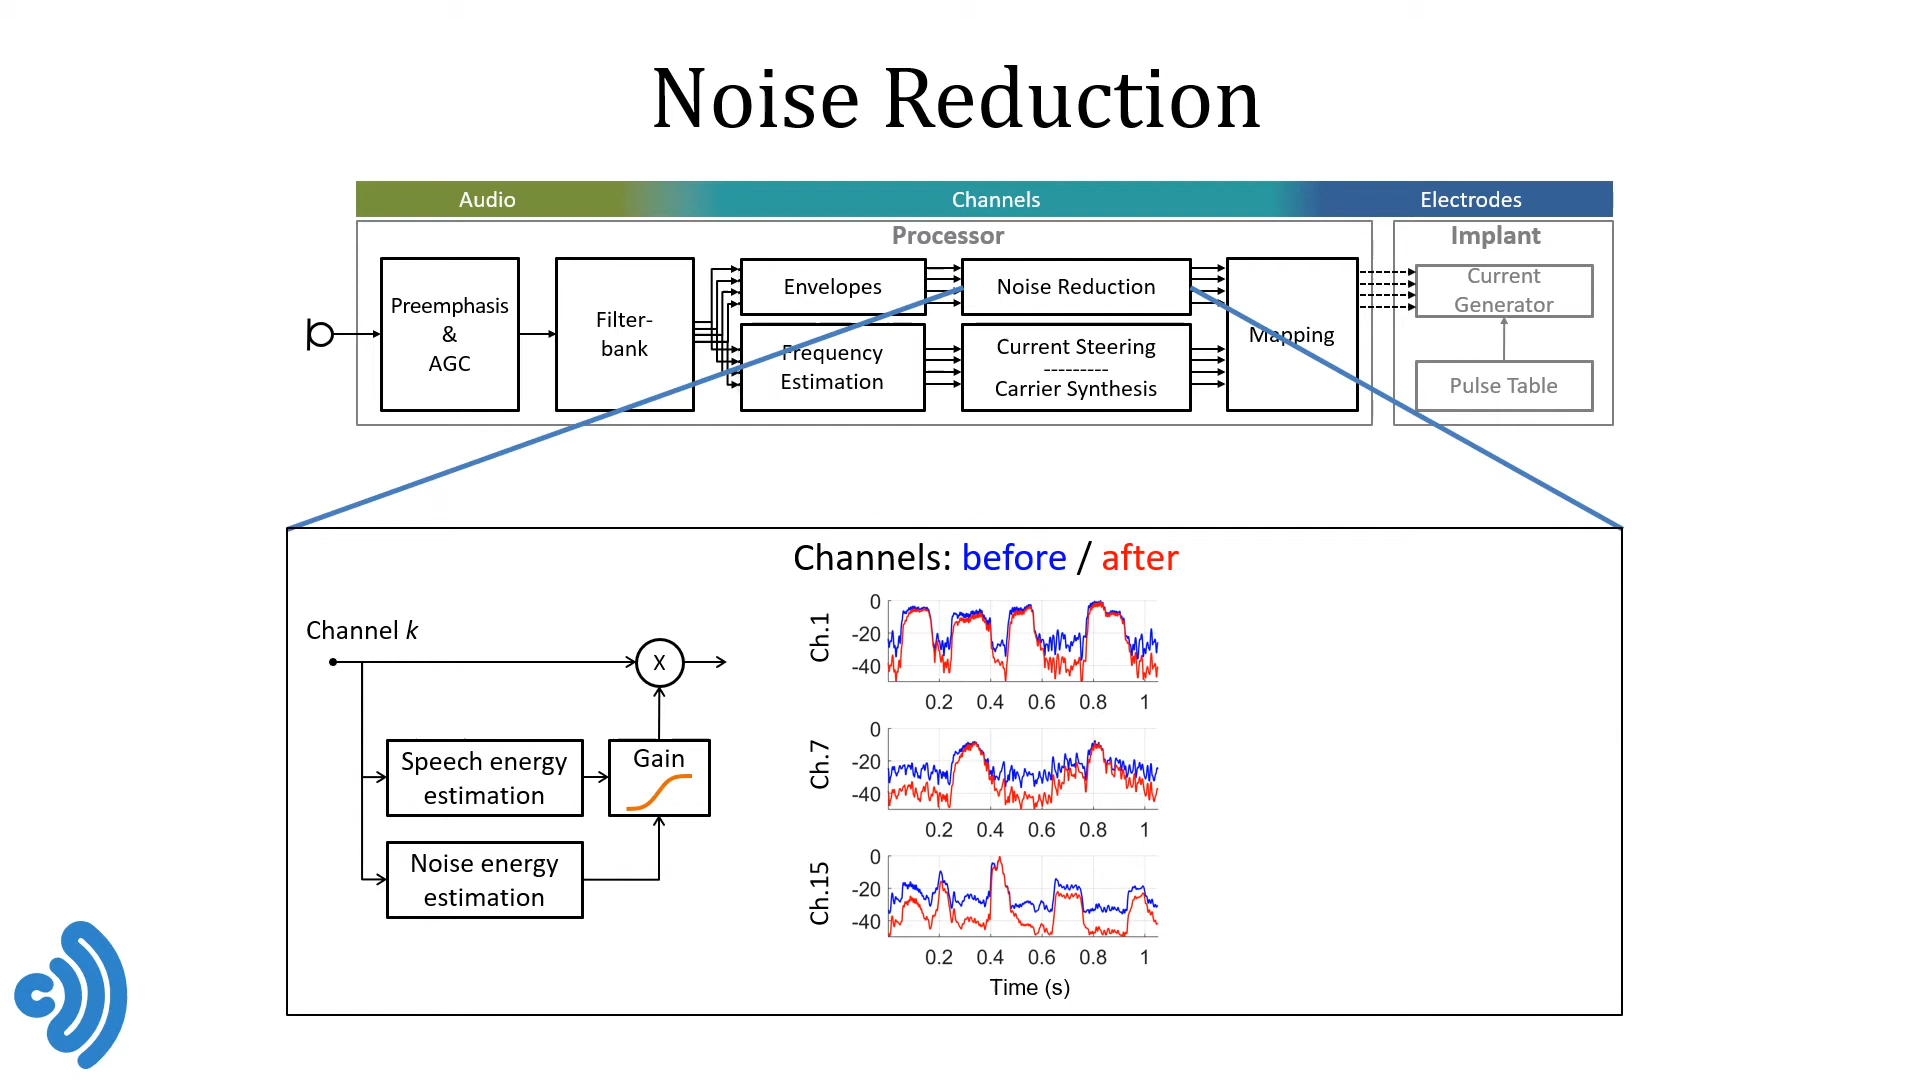 Noise Reduction
Audio
Channels
Electrodes
Processor
Implant
Preemphasis
&
AGC
Filter-
bank
Envelopes
Frequency
Estimation
Noise Reduction
Current Steering
---------
Carrier Synthesis
Mapping
Current
Generator
Pulse Table
Channels: before / after
Channel k
X
Speech energy
estimation
Gain
Noise energy
estimation
Ch.1
0
-20
-40
0.2 0.4 0.6 0.8 1
Ch.7
0
-20
-40
0.2 0.4 0.6 0.8 1
Ch.15
0
-20
-40
0.2 0.4 0.6 0.8 1
Time (s)